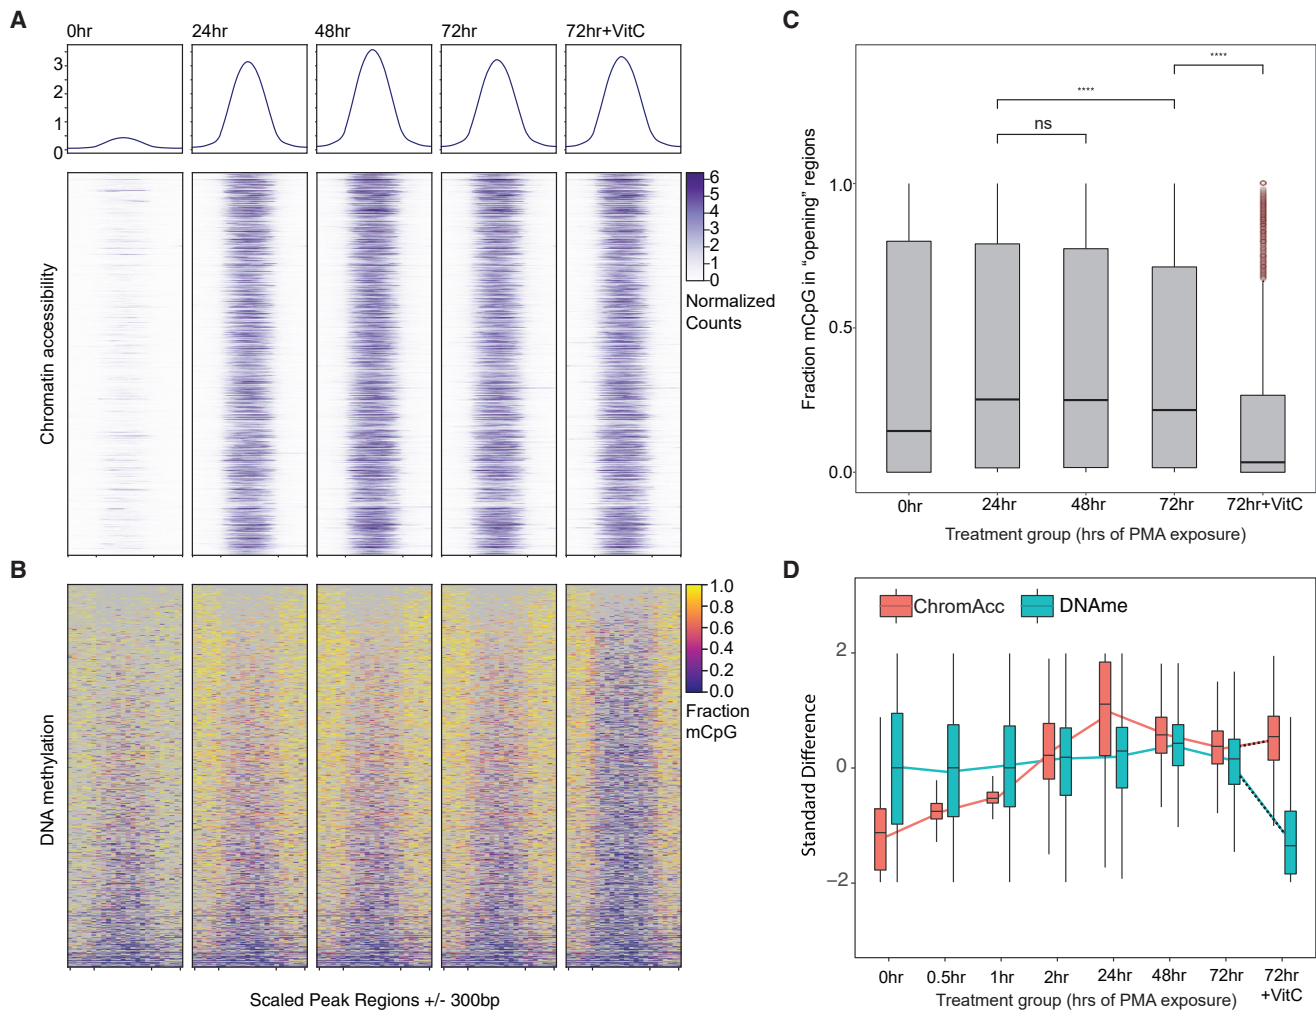 A
0hr
24hr
48hr
72hr
72hr+VitC
3
2
1
0
Chromatin accessibility
6
5
4
3
2
1
0
Normalized
Counts
B
DNA methylation
1.0
0.8
0.6
0.4
0.2
0.0
Fraction
mCpG
Scaled Peak Regions +/- 300bp
C
Fraction mCpG in “opening” regions
1.0
0.5
0.0
ns
****
****
0hr
24hr
48hr
72hr
72hr+VitC
Treatment group (hrs of PMA exposure)
D
ChromAcc
DNAme
Standard Difference
2
0
−2
0hr
0.5hr
1hr
2hr
24hr
48hr
72hr
72hr
+VitC
Treatment group (hrs of PMA exposure)